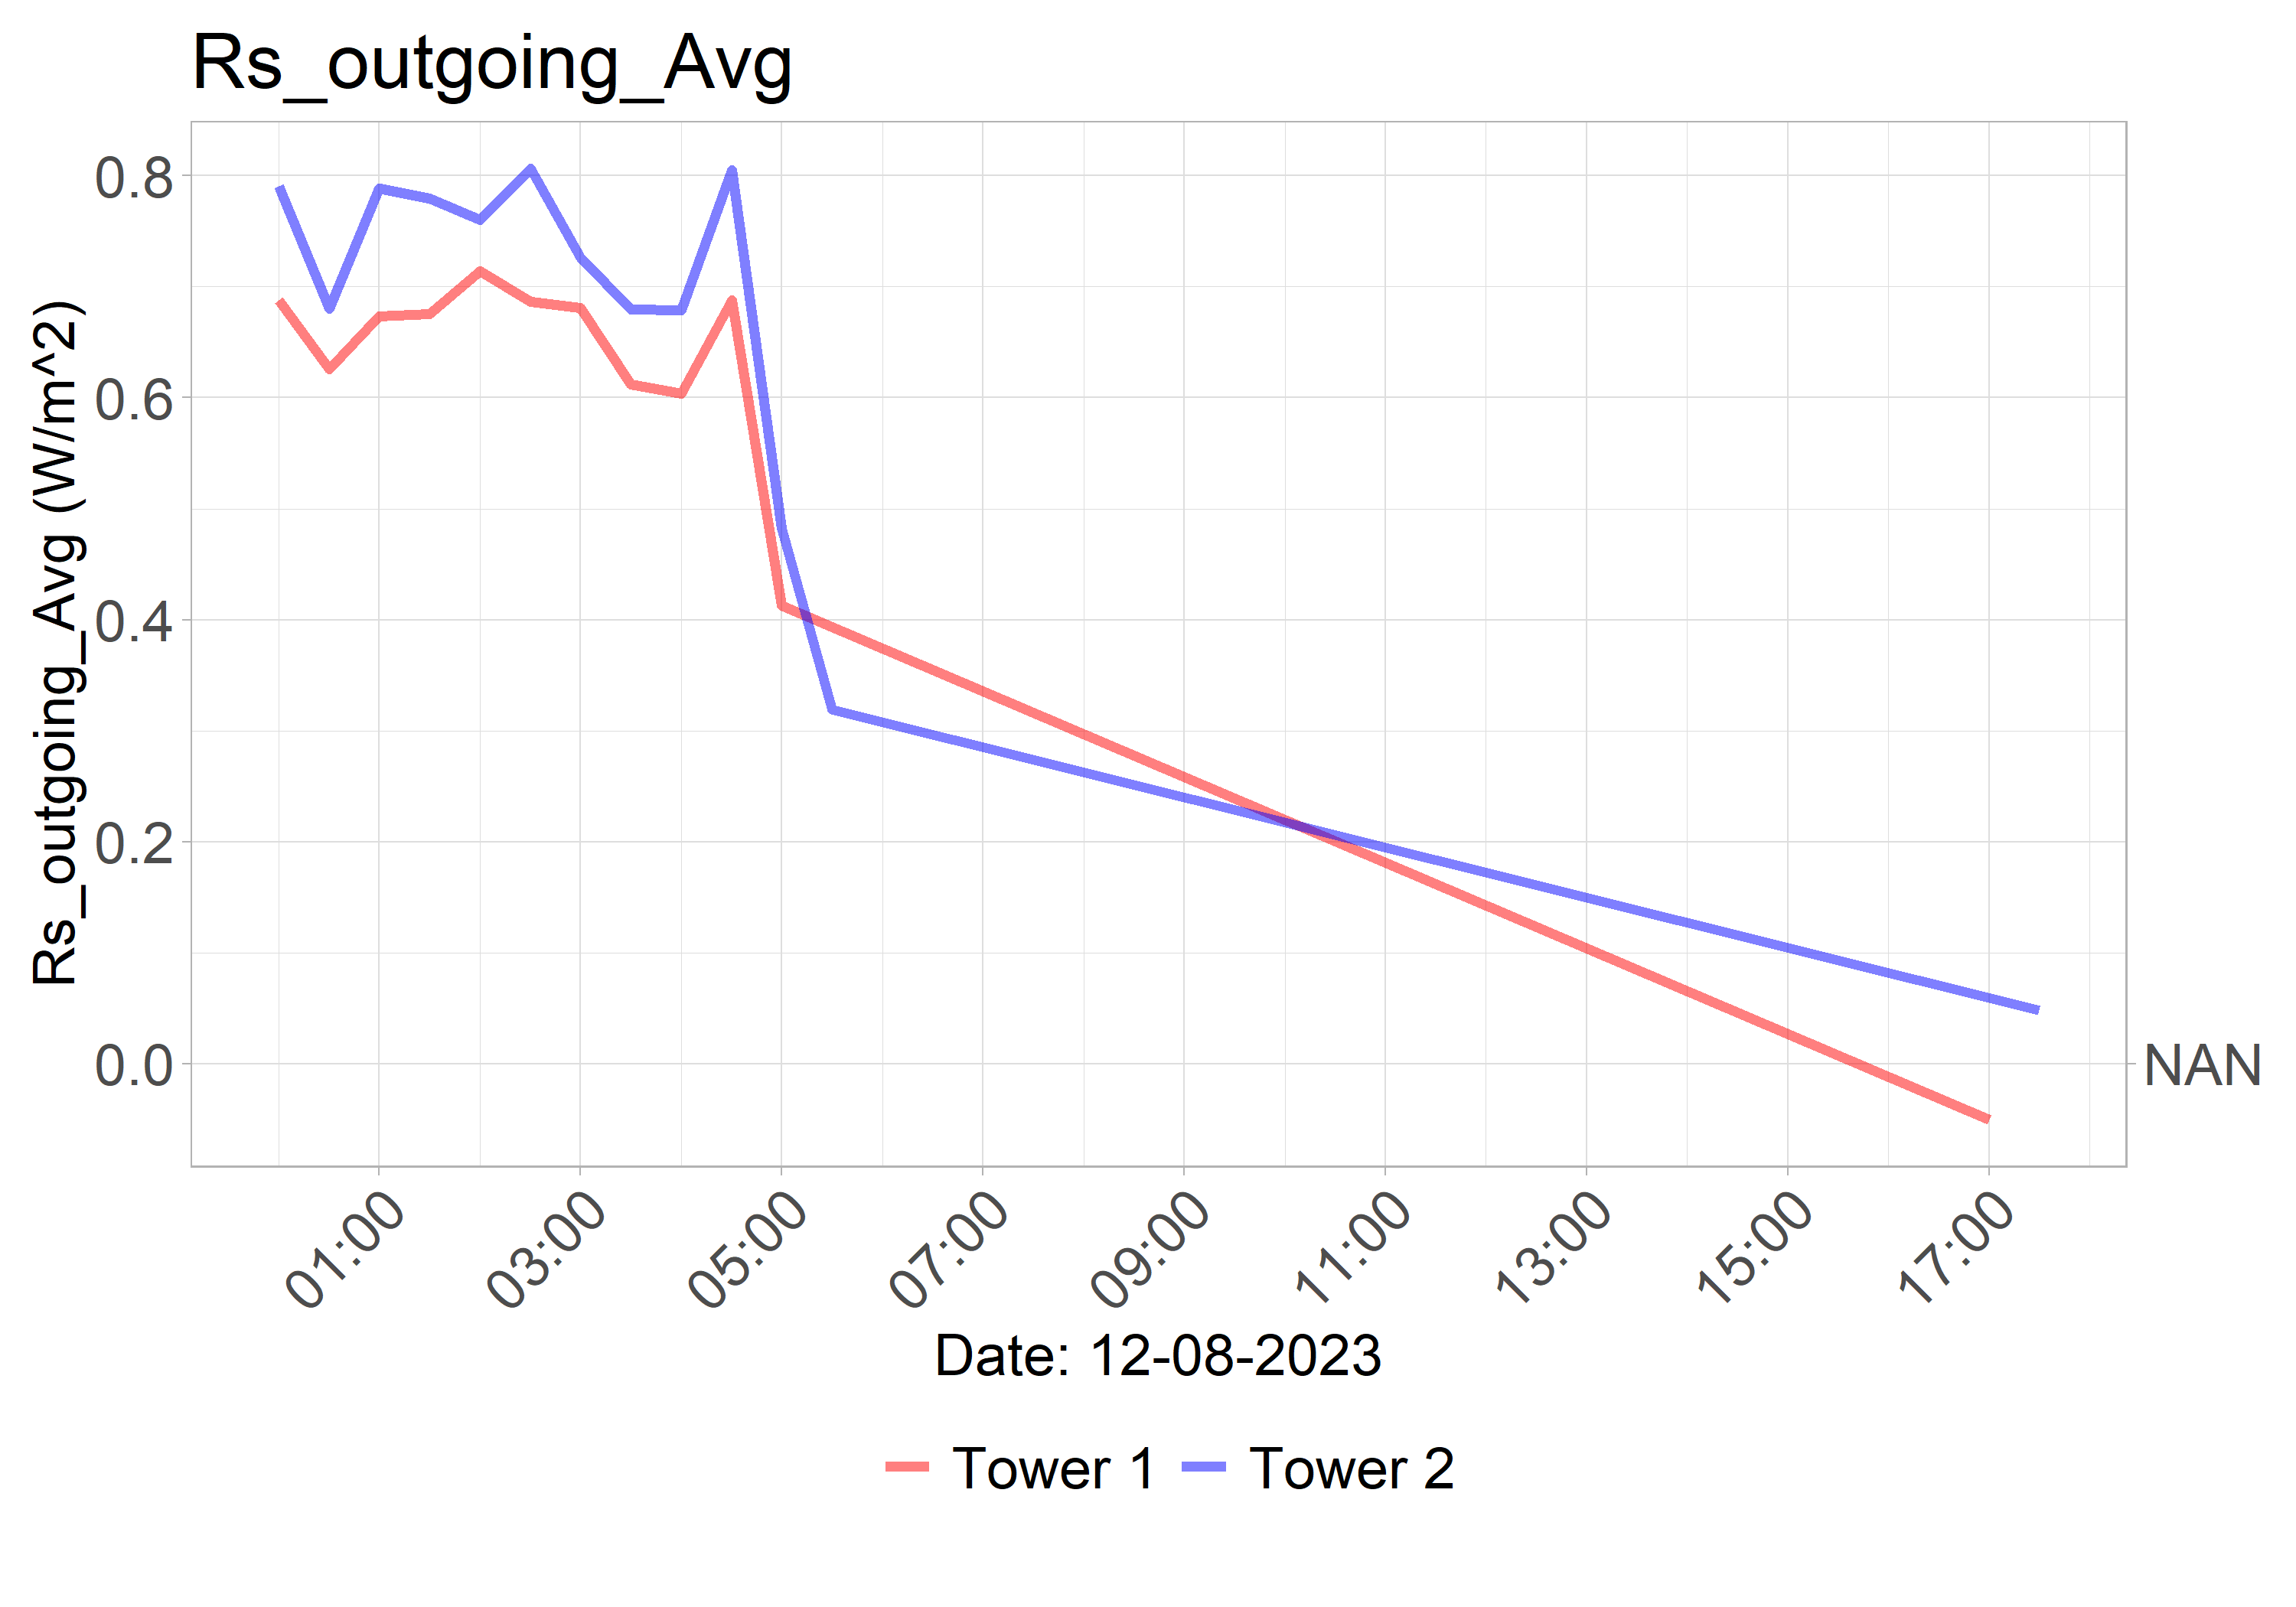 Rs_outgoing_Avg
Rs_outgoing_Avg (W/m^2)
0.8
0.6
0.4
0.2
0.0
NAN
01:00
03:00
05:00
07:00
09:00
11:00
13:00
15:00
17:00
Date: 12-08-2023
Tower 1
Tower 2